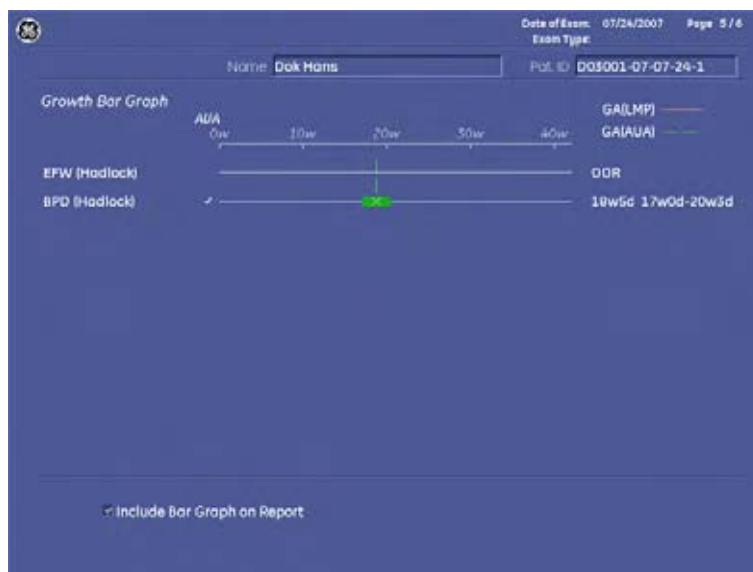 Date of Exam: 07/24/2007 Page 5/6
Exam Type:
Name Dok Hans Pat. ID D03001-07-07-24-1
Growth Bar Graph
GA(LMP)
AUA
GA(AUA)
0w 10w 20w 30w 40w
EFW (Hadlock) OOR
BPD (Hadlock) 18w5d 17w0d-20w3d
Include Bar Graph on Report